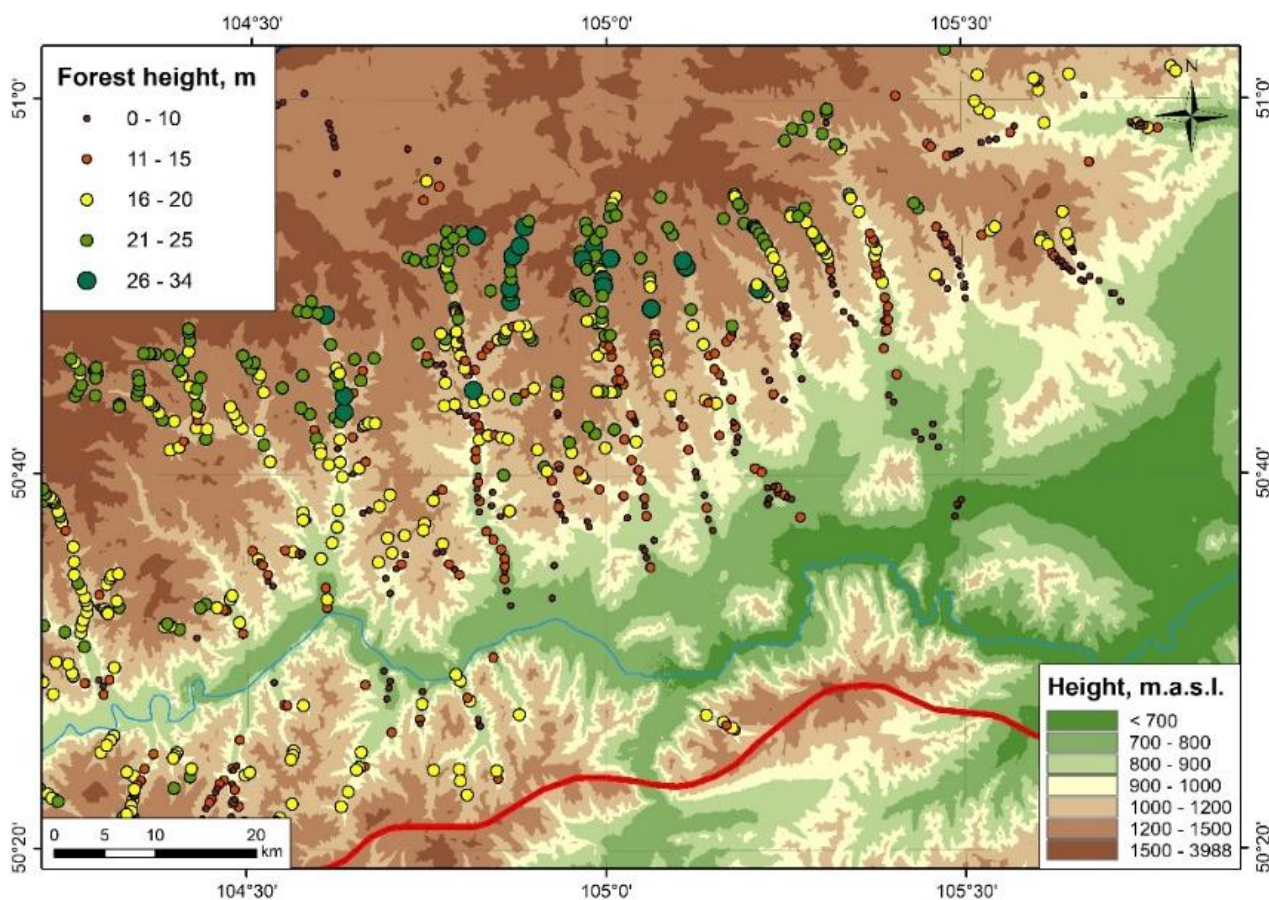 104°30' 105°0' 105°30'
Forest height, m
0 - 10
11 - 15
16 - 20
21 - 25
26 - 34
N
51°0' 51°0'
50°40' 50°40'
50°20' 50°20'
Height, m.a.s.l.
< 700
700 - 800
800 - 900
900 - 1000
1000 - 1200
1200 - 1500
1500 - 3988
0 5 10 20
km
104°30' 105°0' 105°30'